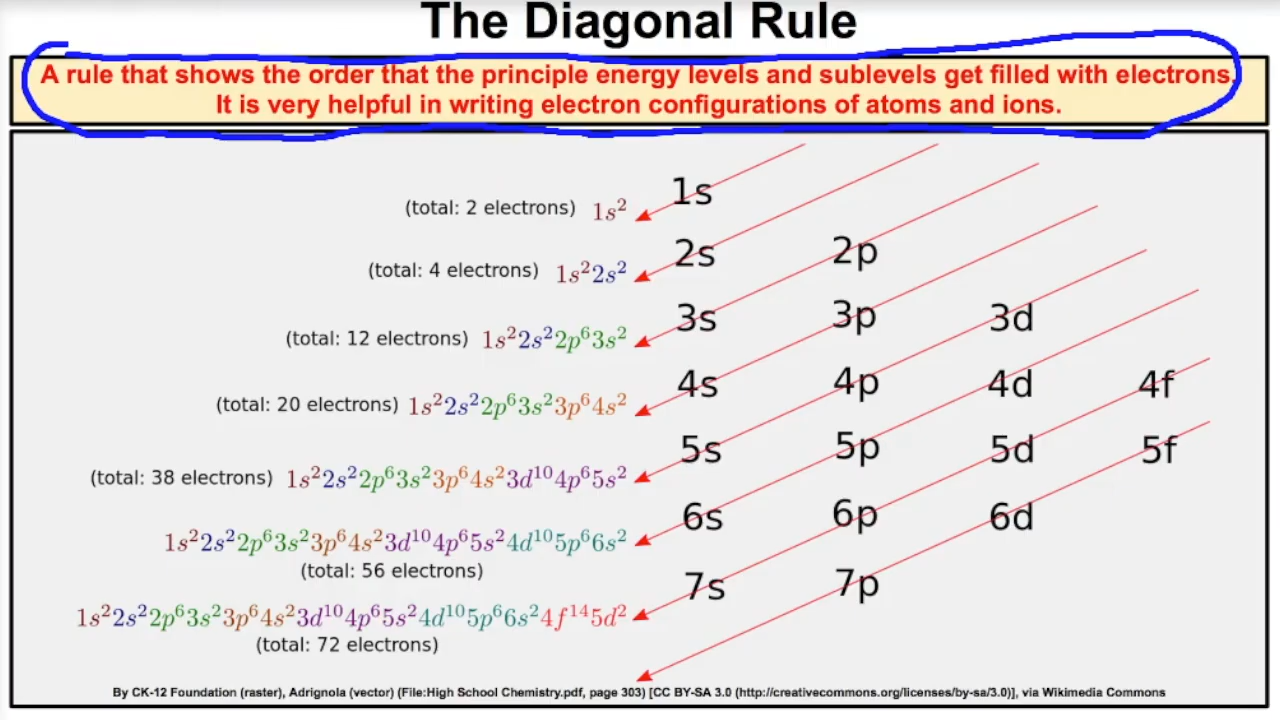 The Diagonal Rule
A rule that shows the order that the principle energy levels and sublevels get filled with electrons.
It is very helpful in writing electron configurations of atoms and ions.
(total: 2 electrons) 1s² 1s
(total: 4 electrons) 1s²2s² 2s 2p
(total: 12 electrons) 1s²2s²2p⁶3s² 3s 3p 3d
(total: 20 electrons) 1s²2s²2p⁶3s²3p⁶4s² 4s 4p 4d 4f
(total: 38 electrons) 1s²2s²2p⁶3s²3p⁶4s²3d¹⁰4p⁶5s² 5s 5p 5d 5f
1s²2s²2p⁶3s²3p⁶4s²3d¹⁰4p⁶5s²4d¹⁰5p⁶6s² 6s 6p 6d
(total: 56 electrons)
1s²2s²2p⁶3s²3p⁶4s²3d¹⁰4p⁶5s²4d¹⁰5p⁶6s²4f¹⁴5d² 7s 7p
(total: 72 electrons)
By CK-12 Foundation (raster), Adrignola (vector) (File:High School Chemistry.pdf, page 303) [CC BY-SA 3.0 (http://creativecommons.org/licenses/by-sa/3.0)], via Wikimedia Commons